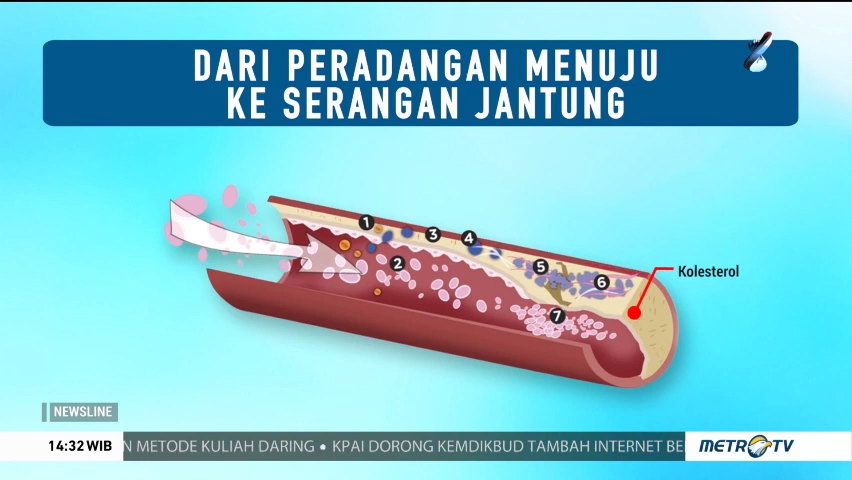 DARI PERADANGAN MENUJU
KE SERANGAN JANTUNG
1
2
3
4
5
6
7
Kolesterol
NEWSLINE
14:32 WIB
N METODE KULIAH DARING • KPAI DORONG KEMDIKBUD TAMBAH INTERNET BE
METRO TV